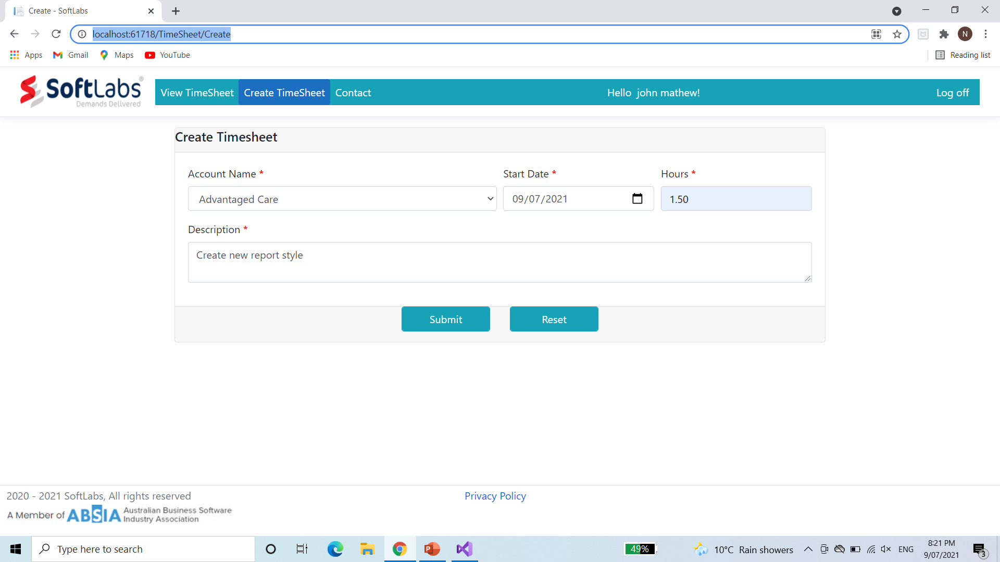 Create - SoftLabs
localhost:61718/TimeSheet/Create
N
Apps Gmail Maps YouTube Reading list
SoftLabs®
Demands Delivered
View TimeSheet Create TimeSheet Contact Hello john mathew! Log off
Create Timesheet
Account Name * Start Date * Hours *
Advantaged Care 09/07/2021 1.50
Description *
Create new report style
Submit Reset
2020 - 2021 SoftLabs, All rights reserved Privacy Policy
A Member of ABSIA Australian Business Software
Industry Association
Type here to search 49% 10°C Rain showers ENG 8:21 PM
9/07/2021 3